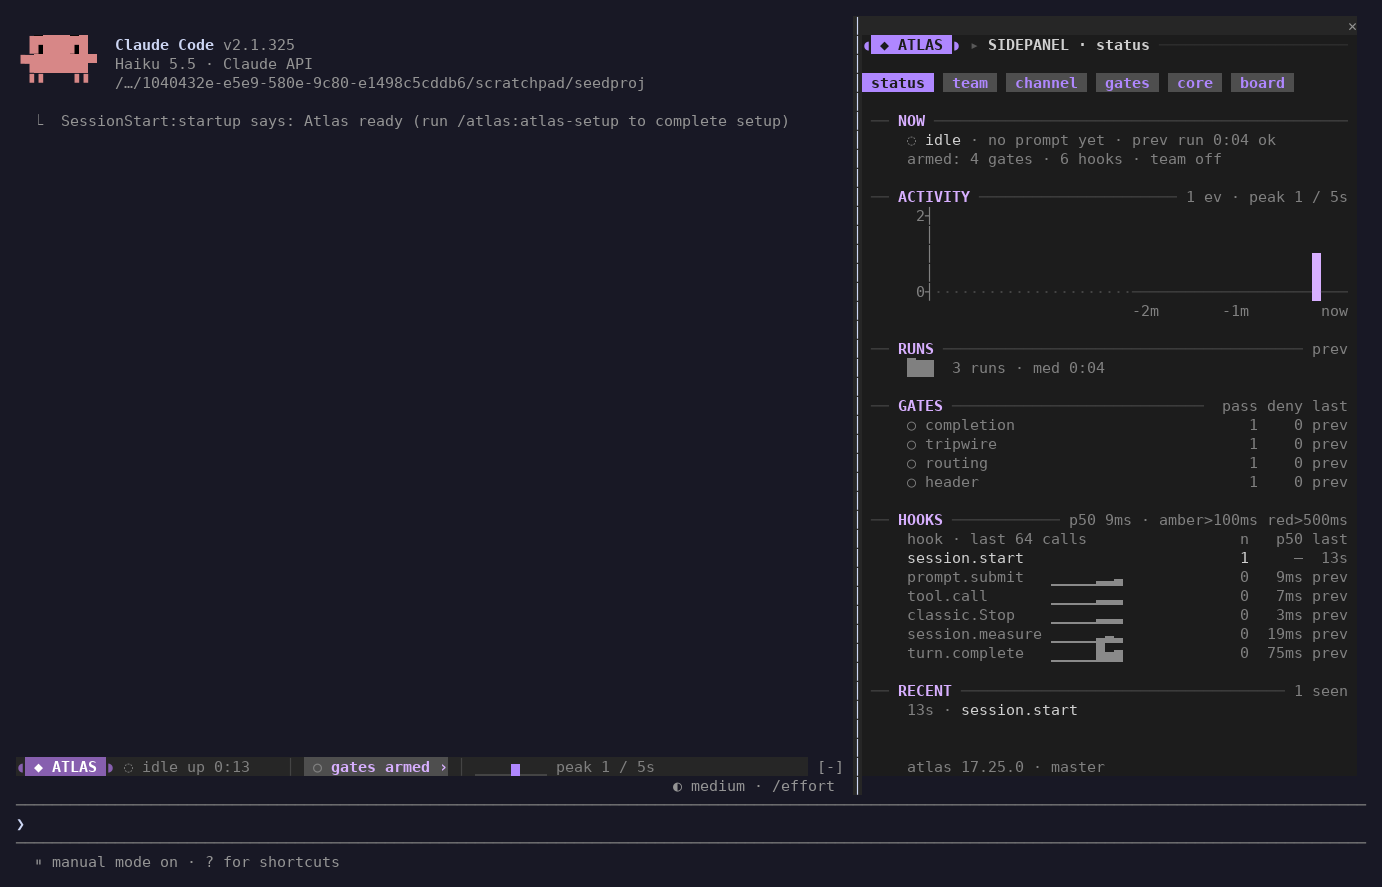 Claude Code v2.1.325
Haiku 5.5 · Claude API
/…/1040432e-e5e9-580e-9c80-e1498c5cddb6/scratchpad/seedproj
└ SessionStart:startup says: Atlas ready (run /atlas:atlas-setup to complete setup)
◆ ATLAS ◌ idle up 0:13 │ ○ gates armed › │ peak 1 / 5s [-]
◐ medium · /effort
❯
⏸ manual mode on · ? for shortcuts
×
◆ ATLAS ▸ SIDEPANEL · status
status team channel gates core board
NOW
◌ idle · no prompt yet · prev run 0:04 ok
armed: 4 gates · 6 hooks · team off
ACTIVITY 1 ev · peak 1 / 5s
2
0
-2m -1m now
RUNS prev
3 runs · med 0:04
GATES pass deny last
○ completion 1 0 prev
○ tripwire 1 0 prev
○ routing 1 0 prev
○ header 1 0 prev
HOOKS p50 9ms · amber>100ms red>500ms
hook · last 64 calls n p50 last
session.start 1 — 13s
prompt.submit 0 9ms prev
tool.call 0 7ms prev
classic.Stop 0 3ms prev
session.measure 0 19ms prev
turn.complete 0 75ms prev
RECENT 1 seen
13s · session.start
atlas 17.25.0 · master